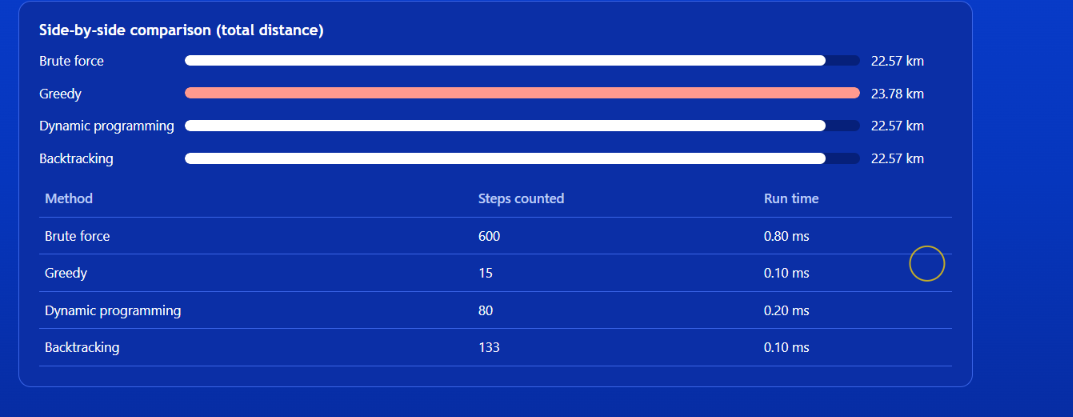 Side-by-side comparison (total distance)
Brute force 22.57 km
Greedy 23.78 km
Dynamic programming 22.57 km
Backtracking 22.57 km
Method Steps counted Run time
Brute force 600 0.80 ms
Greedy 15 0.10 ms
Dynamic programming 80 0.20 ms
Backtracking 133 0.10 ms